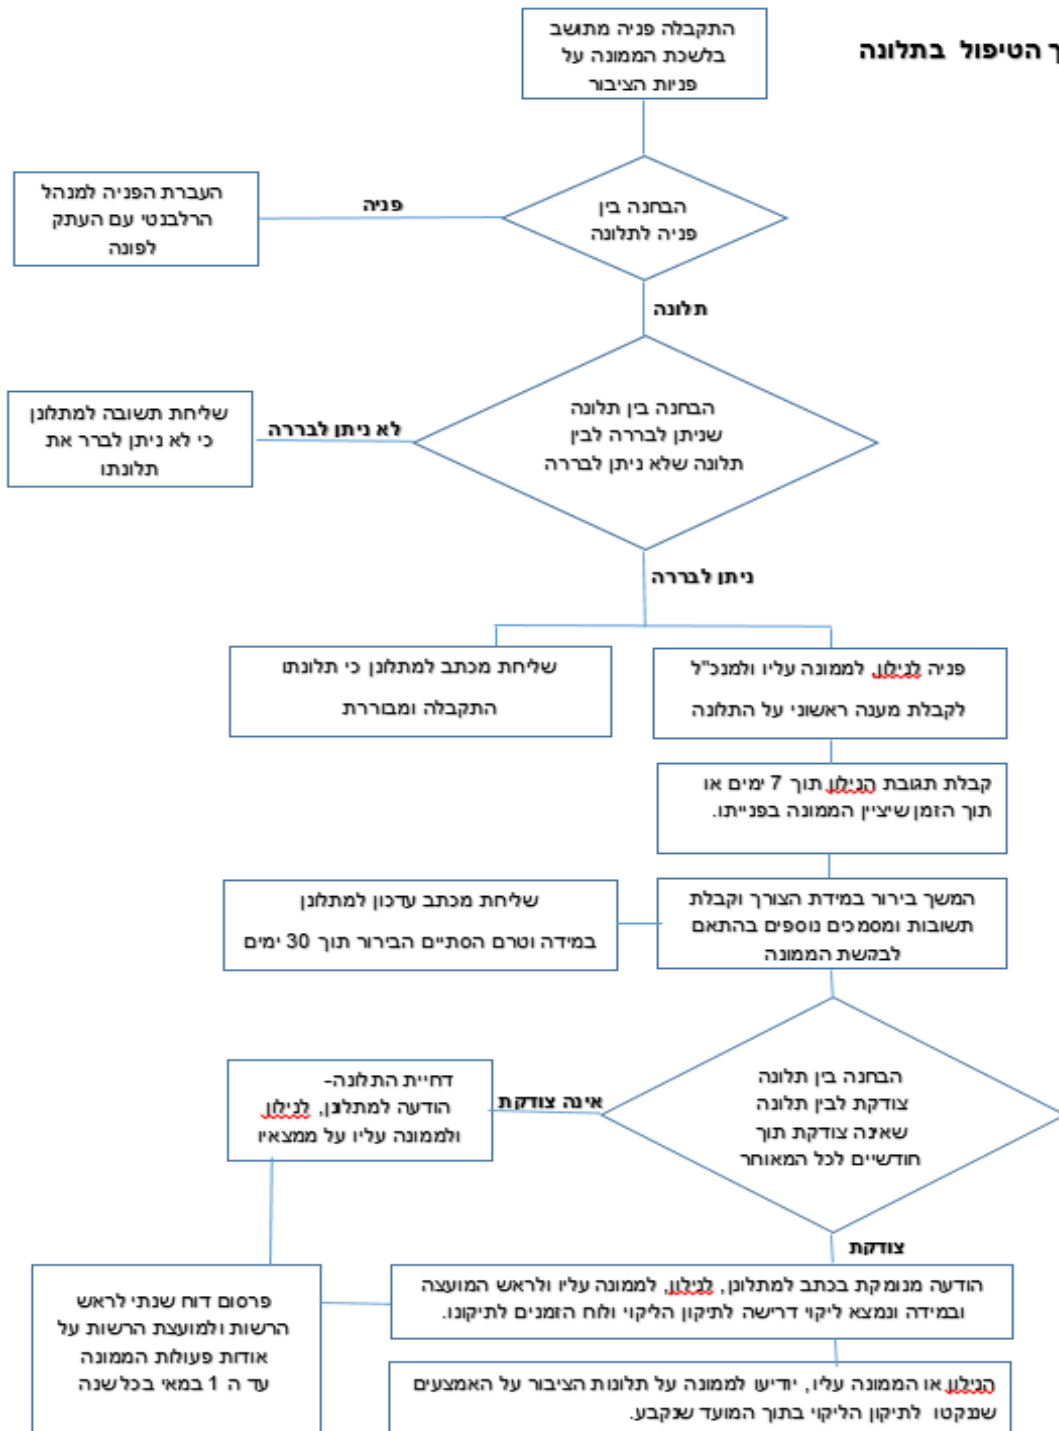 ך הטיפול בתלונה
התקבלה פניה מתושב
בלשכת הממונה על
פניות הציבור
הבחנה בין
פניה לתלונה
פניה
העברת הפניה למנהל
הרלבנטי עם העתק
לפונה
תלונה
הבחנה בין תלונה
שניתן לבררה לבין
תלונה שלא ניתן לבררה
לא ניתן לבררה
שליחת תשובה למתלונן
כי לא ניתן לברר את
תלונתו
ניתן לבררה
פניה לנילון, לממונה עליו ולמנכ"ל
לקבלת מענה ראשוני על התלונה
שליחת מכתב למתלונן כי תלונתו
התקבלה ומבוררת
קבלת תגובת הנילון תוך 7 ימים או
תוך הזמן שיציין הממונה בפנייתו.
המשך בירור במידת הצורך וקבלת
תשובות ומסמכים נוספים בהתאם
לבקשת הממונה
שליחת מכתב עדכון למתלונן
במידה וטרם הסתיים הבירור תוך 30 ימים
הבחנה בין תלונה
צודקת לבין תלונה
שאינה צודקת תוך
חודשיים לכל המאוחר
אינה צודקת
דחיית התלונה-
הודעה למתלונן, לנילון
ולממונה עליו על ממצאיו
צודקת
הודעה מנומקת בכתב למתלונן, לנילון, לממונה עליו ולראש המועצה
ובמידה ונמצא ליקוי דרישה לתיקון הליקוי ולוח הזמנים לתיקונו.
פרסום דוח שנתי לראש
הרשות ולמועצת הרשות על
אודות פעולות הממונה
עד ה 1 במאי בכל שנה
הנילון או הממונה עליו, יודיעו לממונה על תלונות הציבור על האמצעים
שננקטו לתיקון הליקוי בתוך המועד שנקבע.